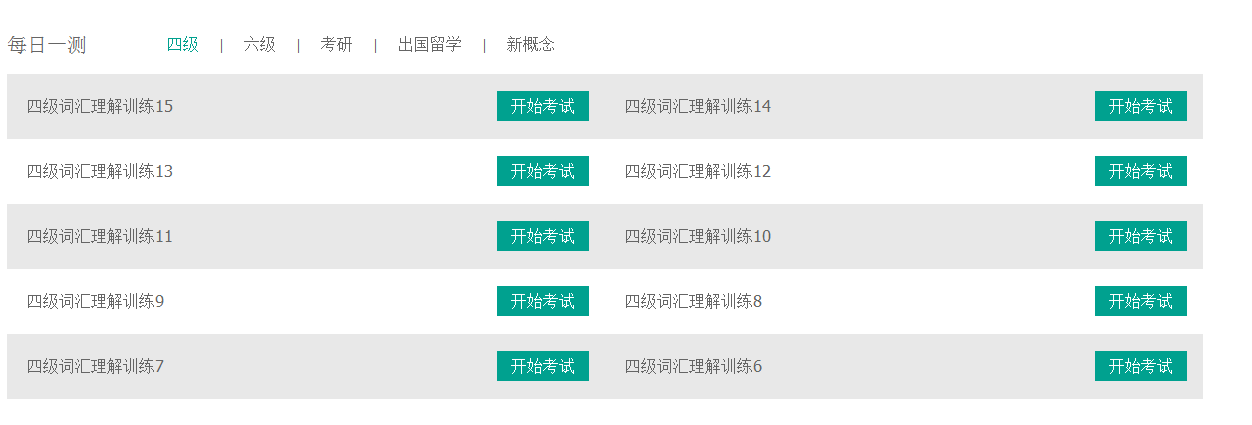 每日一测 四级 | 六级 | 考研 | 出国留学 | 新概念
四级词汇理解训练15 开始考试 四级词汇理解训练14 开始考试
四级词汇理解训练13 开始考试 四级词汇理解训练12 开始考试
四级词汇理解训练11 开始考试 四级词汇理解训练10 开始考试
四级词汇理解训练9 开始考试 四级词汇理解训练8 开始考试
四级词汇理解训练7 开始考试 四级词汇理解训练6 开始考试